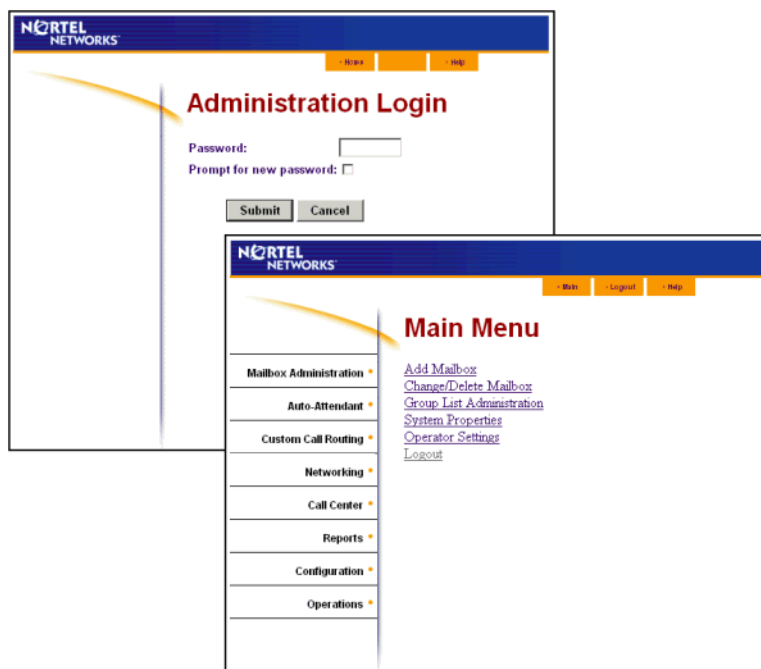 NORTEL
NETWORKS
Home
Help
Administration Login
Password:
Prompt for new password:
Submit Cancel
NORTEL
NETWORKS
Main Logout Help
Main Menu
Mailbox Administration
Auto-Attendant
Custom Call Routing
Networking
Call Center
Reports
Configuration
Operations
Add Mailbox
Change/Delete Mailbox
Group List Administration
System Properties
Operator Settings
Logout